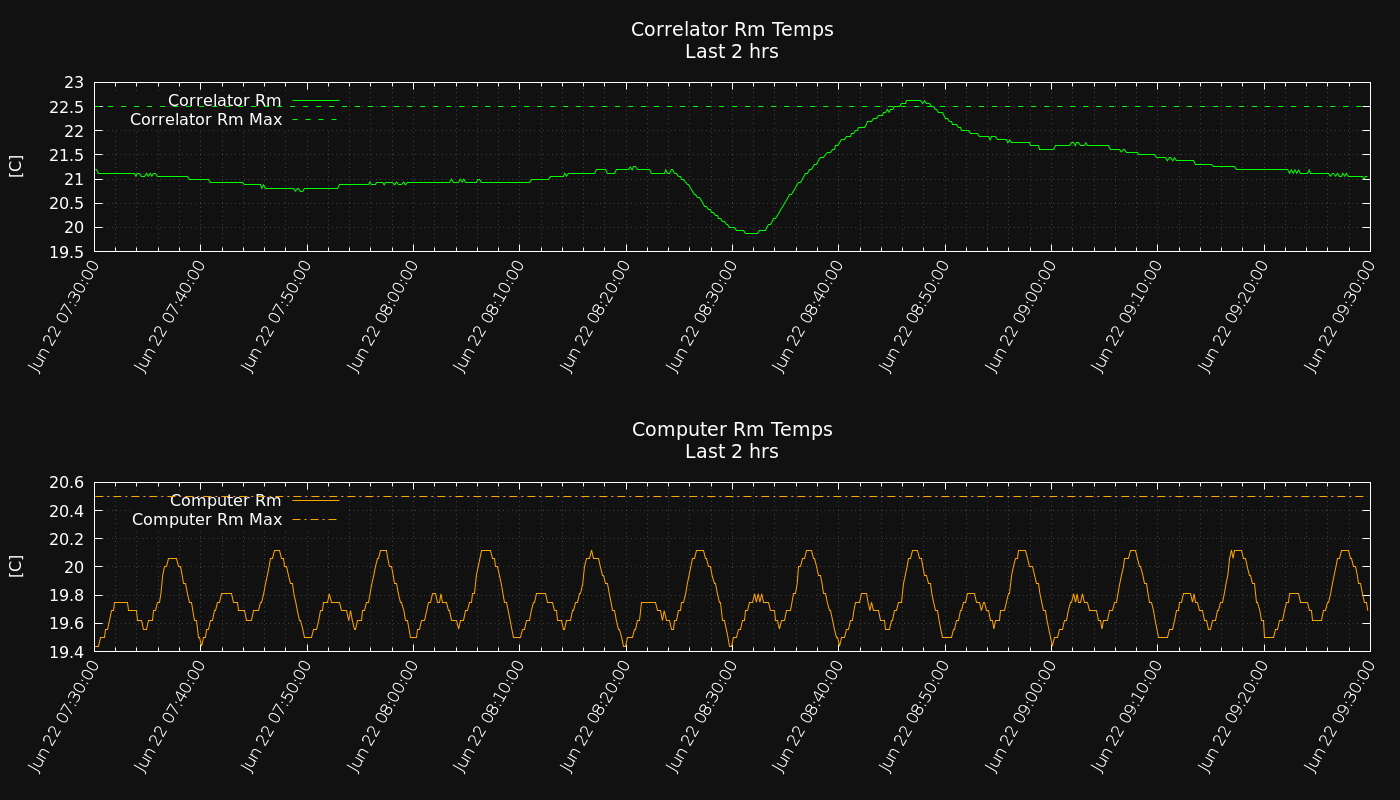 Correlator Rm Temps
Last 2 hrs
Correlator Rm
Correlator Rm Max
[C]
23
22.5
22
21.5
21
20.5
20
19.5
Jun 22 07:30:00
Jun 22 07:40:00
Jun 22 07:50:00
Jun 22 08:00:00
Jun 22 08:10:00
Jun 22 08:20:00
Jun 22 08:30:00
Jun 22 08:40:00
Jun 22 08:50:00
Jun 22 09:00:00
Jun 22 09:10:00
Jun 22 09:20:00
Jun 22 09:30:00
Computer Rm Temps
Last 2 hrs
Computer Rm
Computer Rm Max
[C]
20.6
20.4
20.2
20
19.8
19.6
19.4
Jun 22 07:30:00
Jun 22 07:40:00
Jun 22 07:50:00
Jun 22 08:00:00
Jun 22 08:10:00
Jun 22 08:20:00
Jun 22 08:30:00
Jun 22 08:40:00
Jun 22 08:50:00
Jun 22 09:00:00
Jun 22 09:10:00
Jun 22 09:20:00
Jun 22 09:30:00